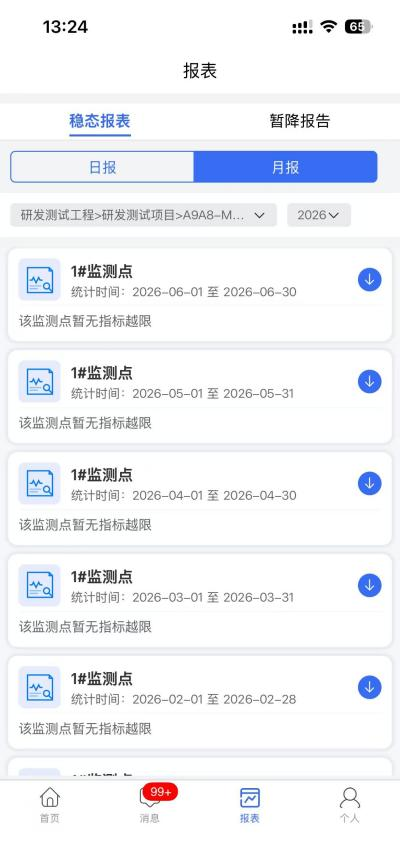 13:24
65
报表
稳态报表
暂降报告
日报
月报
研发测试工程>研发测试项目>A9A8-M...
2026
1#监测点
统计时间：2026-06-01 至 2026-06-30
该监测点暂无指标越限
1#监测点
统计时间：2026-05-01 至 2026-05-31
该监测点暂无指标越限
1#监测点
统计时间：2026-04-01 至 2026-04-30
该监测点暂无指标越限
1#监测点
统计时间：2026-03-01 至 2026-03-31
该监测点暂无指标越限
1#监测点
统计时间：2026-02-01 至 2026-02-28
该监测点暂无指标越限
99+
首页
消息
报表
个人